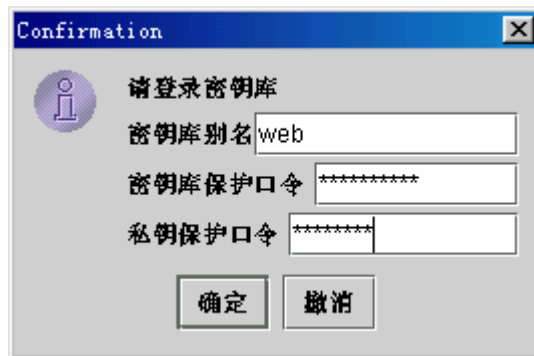 Confirmation
请登录密钥库
密钥库别名 web
密钥库保护口令 **********
私钥保护口令 ********
确定 撤消